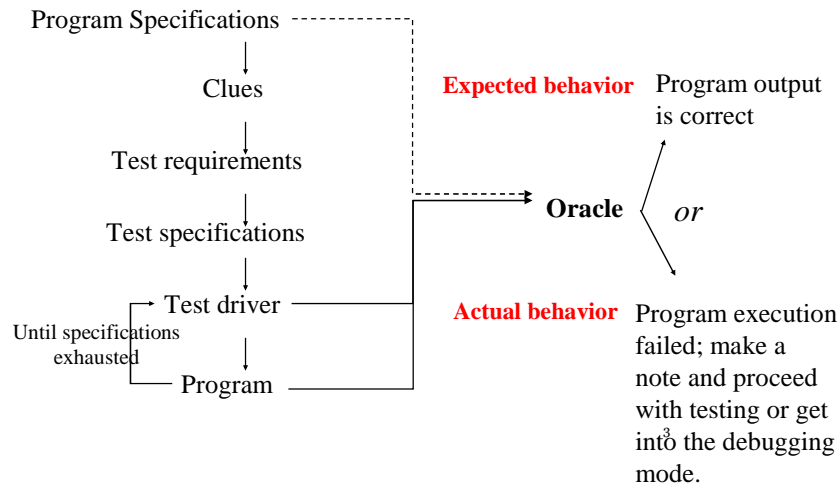 Program Specifications
Clues
Test requirements
Test specifications
Test driver
Until specifications
exhausted
Program
Expected behavior
Program output
is correct
Oracle
or
Actual behavior
Program execution
failed; make a
note and proceed
with testing or get
into the debugging
mode.
3